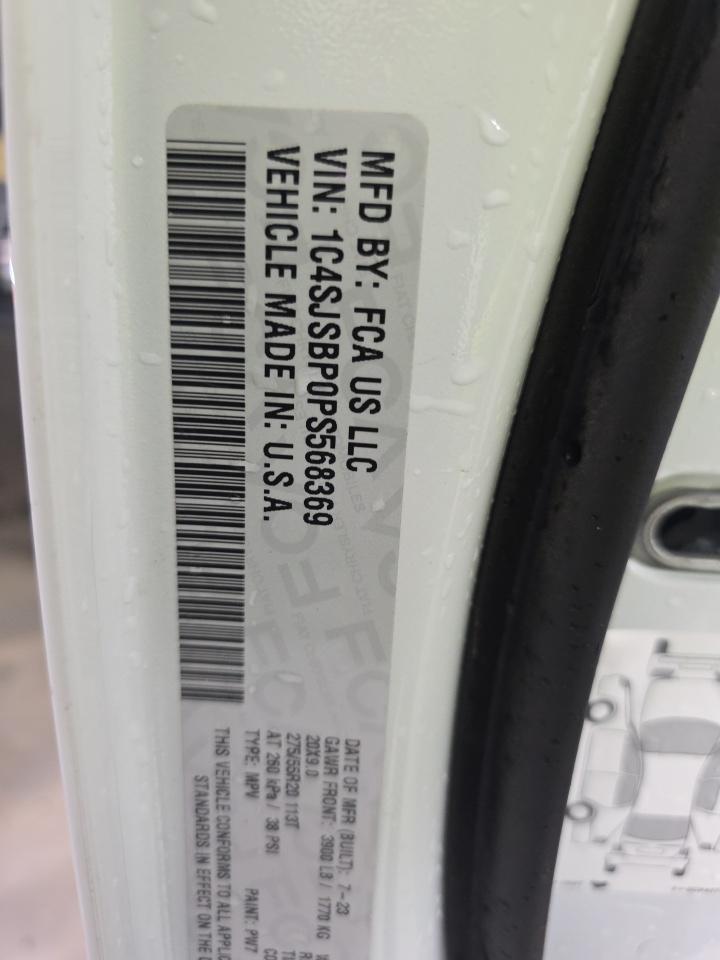 MFD BY: FCA US LLC
VIN: 1C4SJSBP0PS568369
VEHICLE MADE IN: U.S.A.
DATE OF MFR (BUILT): 7-23
GAWR FRONT: 3900 LB / 1770 KG
20X9.0
275/55R20 113T
AT 260 kPa / 38 PSI
TYPE: MPV PAINT: PW7
THIS VEHICLE CONFORMS TO ALL
STANDARDS IN EFFECT ON THE